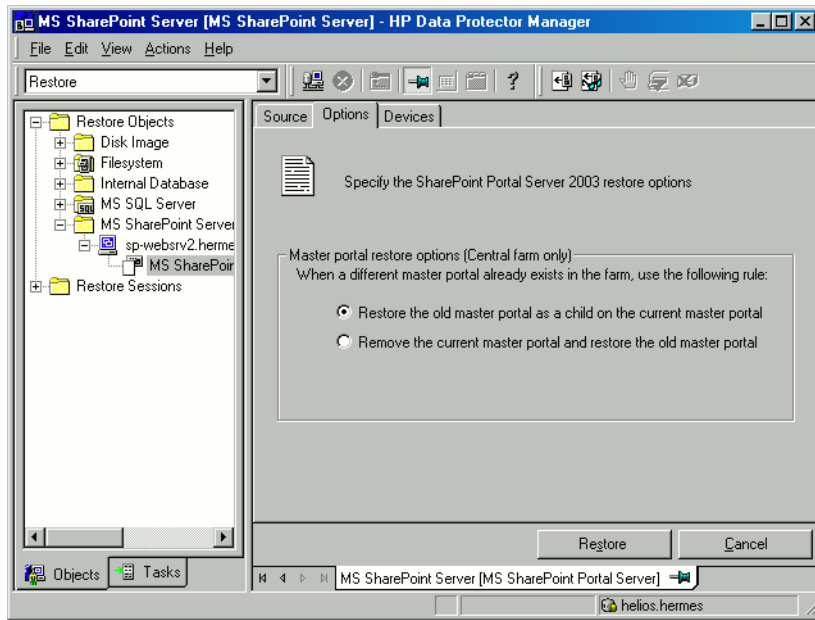 MS SharePoint Server [MS SharePoint Server] - HP Data Protector Manager
File Edit View Actions Help
Restore
Source Options Devices
Restore Objects
Disk Image
Filesystem
Internal Database
MS SQL Server
MS SharePoint Server
sp-websrv2.herme
MS SharePoir
Restore Sessions
Specify the SharePoint Portal Server 2003 restore options
Master portal restore options (Central farm only)
When a different master portal already exists in the farm, use the following rule:
Restore the old master portal as a child on the current master portal
Remove the current master portal and restore the old master portal
Restore Cancel
Objects Tasks
MS SharePoint Server [MS SharePoint Portal Server]
helios.hermes